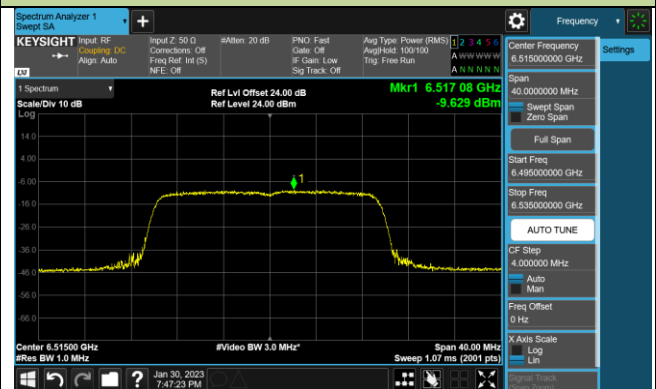 Spectrum Analyzer 1
Swept SA
+
Frequency
KEYSIGHT
Input: RF
Coupling: DC
Align: Auto
Input Z: 50 Ω
Corrections: Off
Freq Ref: Int (S)
NFE: Off
#Atten: 20 dB
PNO: Fast
Gate: Off
IF Gain: Low
Sig Track: Off
Avg Type: Power (RMS)
Avg|Hold: 100/100
Trig: Free Run
1 2 3 4 5 6
A W W W W W
A N N N N N
LXI
1 Spectrum
Scale/Div 10 dB
Log
Ref Lvl Offset 24.00 dB
Ref Level 24.00 dBm
Mkr1 6.517 08 GHz
-9.629 dBm
14.0
4.00
-6.00
-16.0
-26.0
-36.0
-46.0
-56.0
-66.0
1
Center 6.51500 GHz
#Res BW 1.0 MHz
#Video BW 3.0 MHz*
Span 40.00 MHz
Sweep 1.07 ms (2001 pts)
Center Frequency
6.515000000 GHz
Settings
Span
40.0000000 MHz
Swept Span
Zero Span
Full Span
Start Freq
6.495000000 GHz
Stop Freq
6.535000000 GHz
AUTO TUNE
CF Step
4.000000 MHz
Auto
Man
Freq Offset
0 Hz
X Axis Scale
Log
Lin
Signal Track
(Span Zoom)
?
Jan 30, 2023
7:47:23 PM